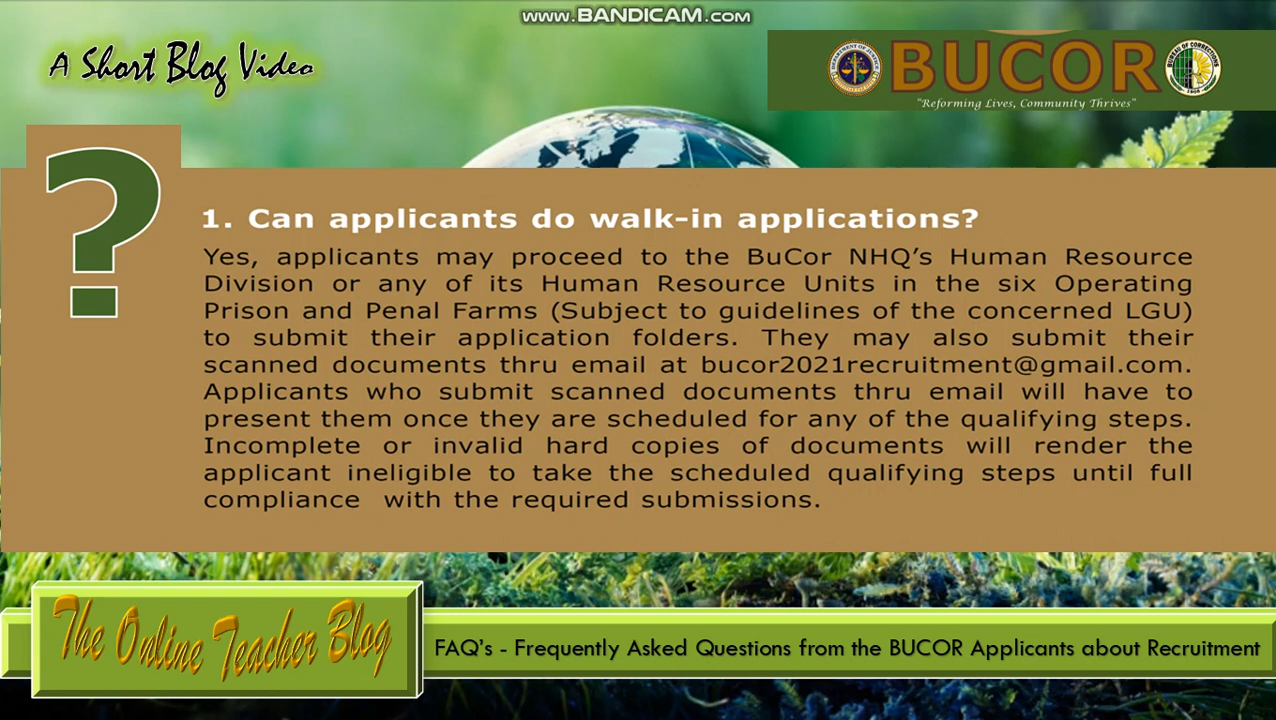 www.BANDICAM.com
A Short Blog Video
BUCOR
"Reforming Lives, Community Thrives"
?
1. Can applicants do walk-in applications?
Yes, applicants may proceed to the BuCor NHQ's Human Resource
Division or any of its Human Resource Units in the six Operating
Prison and Penal Farms (Subject to guidelines of the concerned LGU)
to submit their application folders. They may also submit their
scanned documents thru email at bucor2021recruitment@gmail.com.
Applicants who submit scanned documents thru email will have to
present them once they are scheduled for any of the qualifying steps.
Incomplete or invalid hard copies of documents will render the
applicant ineligible to take the scheduled qualifying steps until full
compliance with the required submissions.
The Online Teacher Blog
FAQ's - Frequently Asked Questions from the BUCOR Applicants about Recruitment